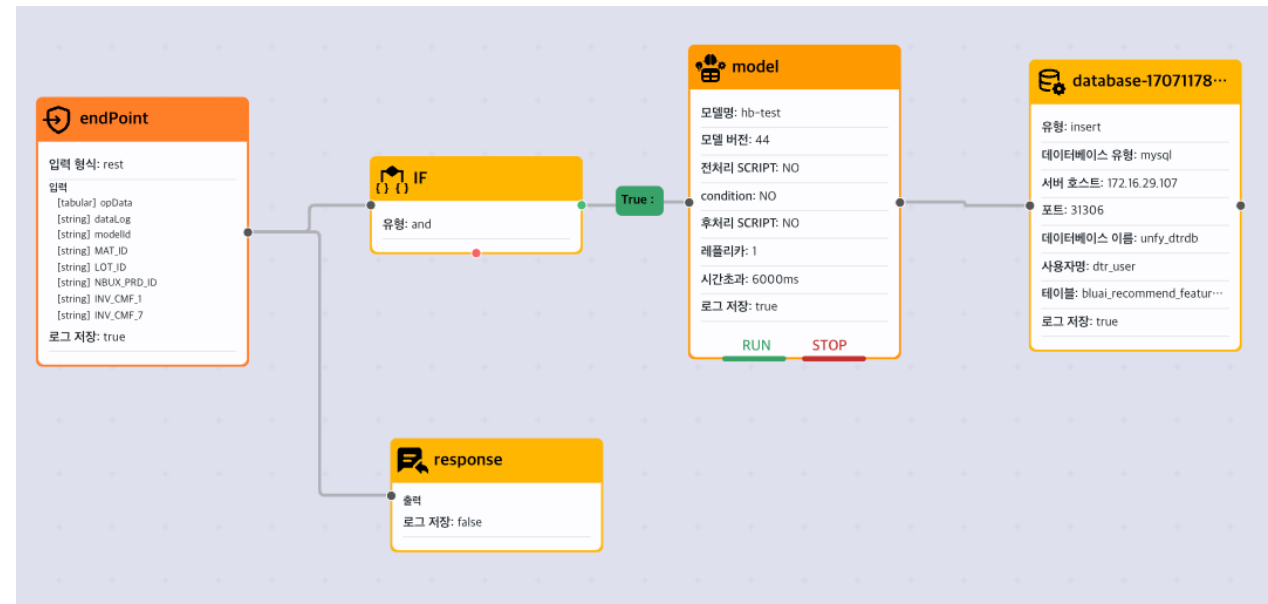 endPoint
입력 형식: rest
입력
[tabular] opData
[string] dataLog
[string] modelId
[string] MAT_ID
[string] LOT_ID
[string] NBUX_PRD_ID
[string] INV_CMF_1
[string] INV_CMF_7
로그 저장: true
IF
유형: and
True :
model
모델명: hb-test
모델 버전: 44
전처리 SCRIPT: NO
condition: NO
후처리 SCRIPT: NO
레플리카: 1
시간초과: 6000ms
로그 저장: true
RUN STOP
database-17071178···
유형: insert
데이터베이스 유형: mysql
서버 호스트: 172.16.29.107
포트: 31306
데이터베이스 이름: unfy_dtrdb
사용자명: dtr_user
테이블: bluai_recommend_featur···
로그 저장: true
response
출력
로그 저장: false